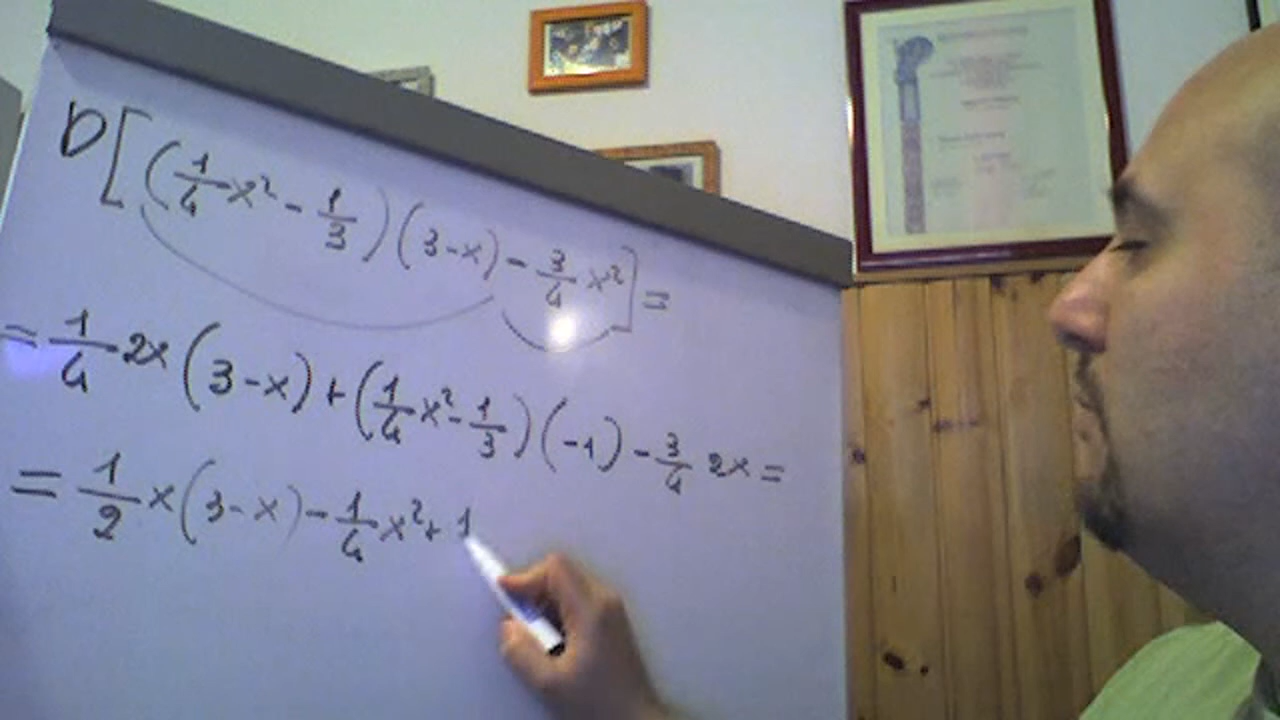 D[(1/4 x² - 1/3)(3-x) - 3/4 x²] =
= 1/4 2x (3-x) + (1/4 x² - 1/3)(-1) - 3/4 2x =
= 1/2 x (3-x) - 1/4 x² + 1